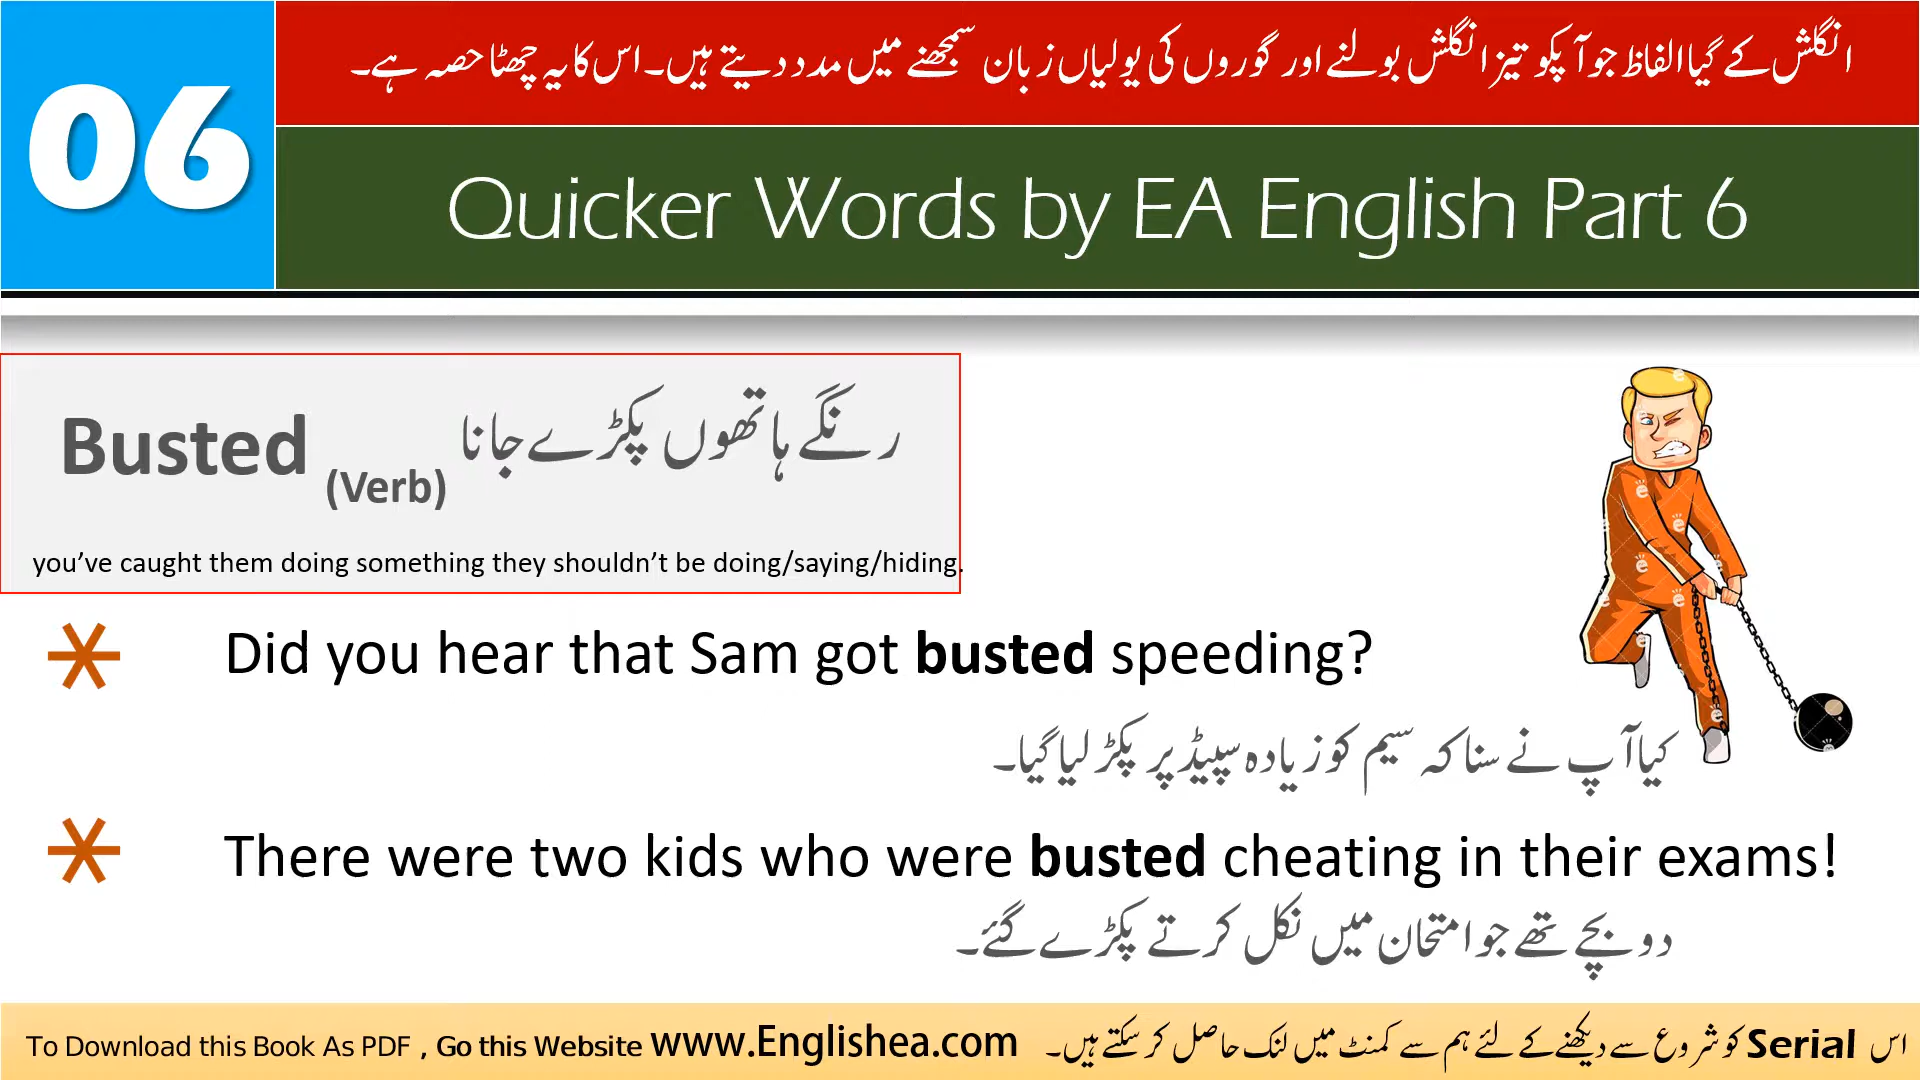 06
انگلش کے گیا الفاظ جو آپکو تیز انگلش بولنے اور گوروں کی بولیاں زبان سمجھنے میں مدد دیتے ہیں۔ اس کا یہ چھٹا حصہ ہے۔
Quicker Words by EA English Part 6
Busted (Verb) رنگے ہاتھوں پکڑے جانا
you’ve caught them doing something they shouldn’t be doing/saying/hiding.
Did you hear that Sam got busted speeding?
کیا آپ نے سنا کہ سیم کو زیادہ سپیڈ پر پکڑ لیا گیا۔
There were two kids who were busted cheating in their exams!
دو بچے تھے جو امتحان میں نکل کرتے پکڑے گئے۔
To Download this Book As PDF , Go this Website www.Englishea.com اس Serial کو شروع سے دیکھنے کے لئے ہم سے کمنٹ میں لنک حاصل کر سکتے ہیں۔